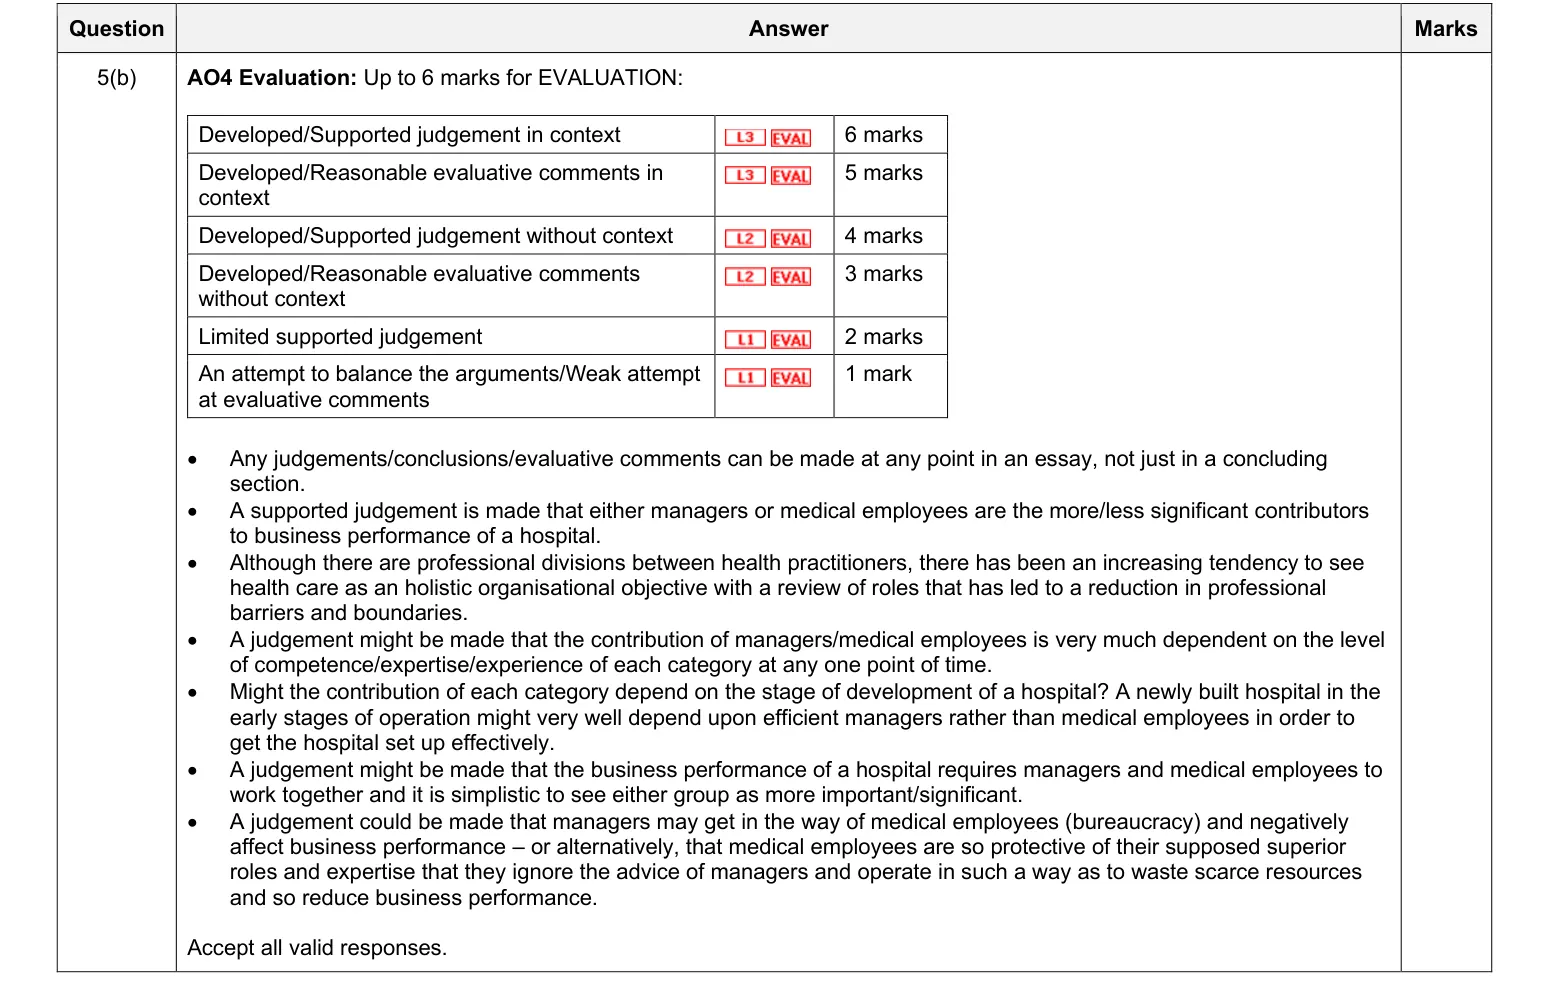 Question Answer Marks
5(b) AO4 Evaluation: Up to 6 marks for EVALUATION:
Developed/Supported judgement in context L3 EVAL 6 marks
Developed/Reasonable evaluative comments in L3 EVAL 5 marks
context
Developed/Supported judgement without context L2 EVAL 4 marks
Developed/Reasonable evaluative comments L2 EVAL 3 marks
without context
Limited supported judgement L1 EVAL 2 marks
An attempt to balance the arguments/Weak attempt L1 EVAL 1 mark
at evaluative comments
• Any judgements/conclusions/evaluative comments can be made at any point in an essay, not just in a concluding
section.
• A supported judgement is made that either managers or medical employees are the more/less significant contributors
to business performance of a hospital.
• Although there are professional divisions between health practitioners, there has been an increasing tendency to see
health care as an holistic organisational objective with a review of roles that has led to a reduction in professional
barriers and boundaries.
• A judgement might be made that the contribution of managers/medical employees is very much dependent on the level
of competence/expertise/experience of each category at any one point of time.
• Might the contribution of each category depend on the stage of development of a hospital? A newly built hospital in the
early stages of operation might very well depend upon efficient managers rather than medical employees in order to
get the hospital set up effectively.
• A judgement might be made that the business performance of a hospital requires managers and medical employees to
work together and it is simplistic to see either group as more important/significant.
• A judgement could be made that managers may get in the way of medical employees (bureaucracy) and negatively
affect business performance – or alternatively, that medical employees are so protective of their supposed superior
roles and expertise that they ignore the advice of managers and operate in such a way as to waste scarce resources
and so reduce business performance.
Accept all valid responses.